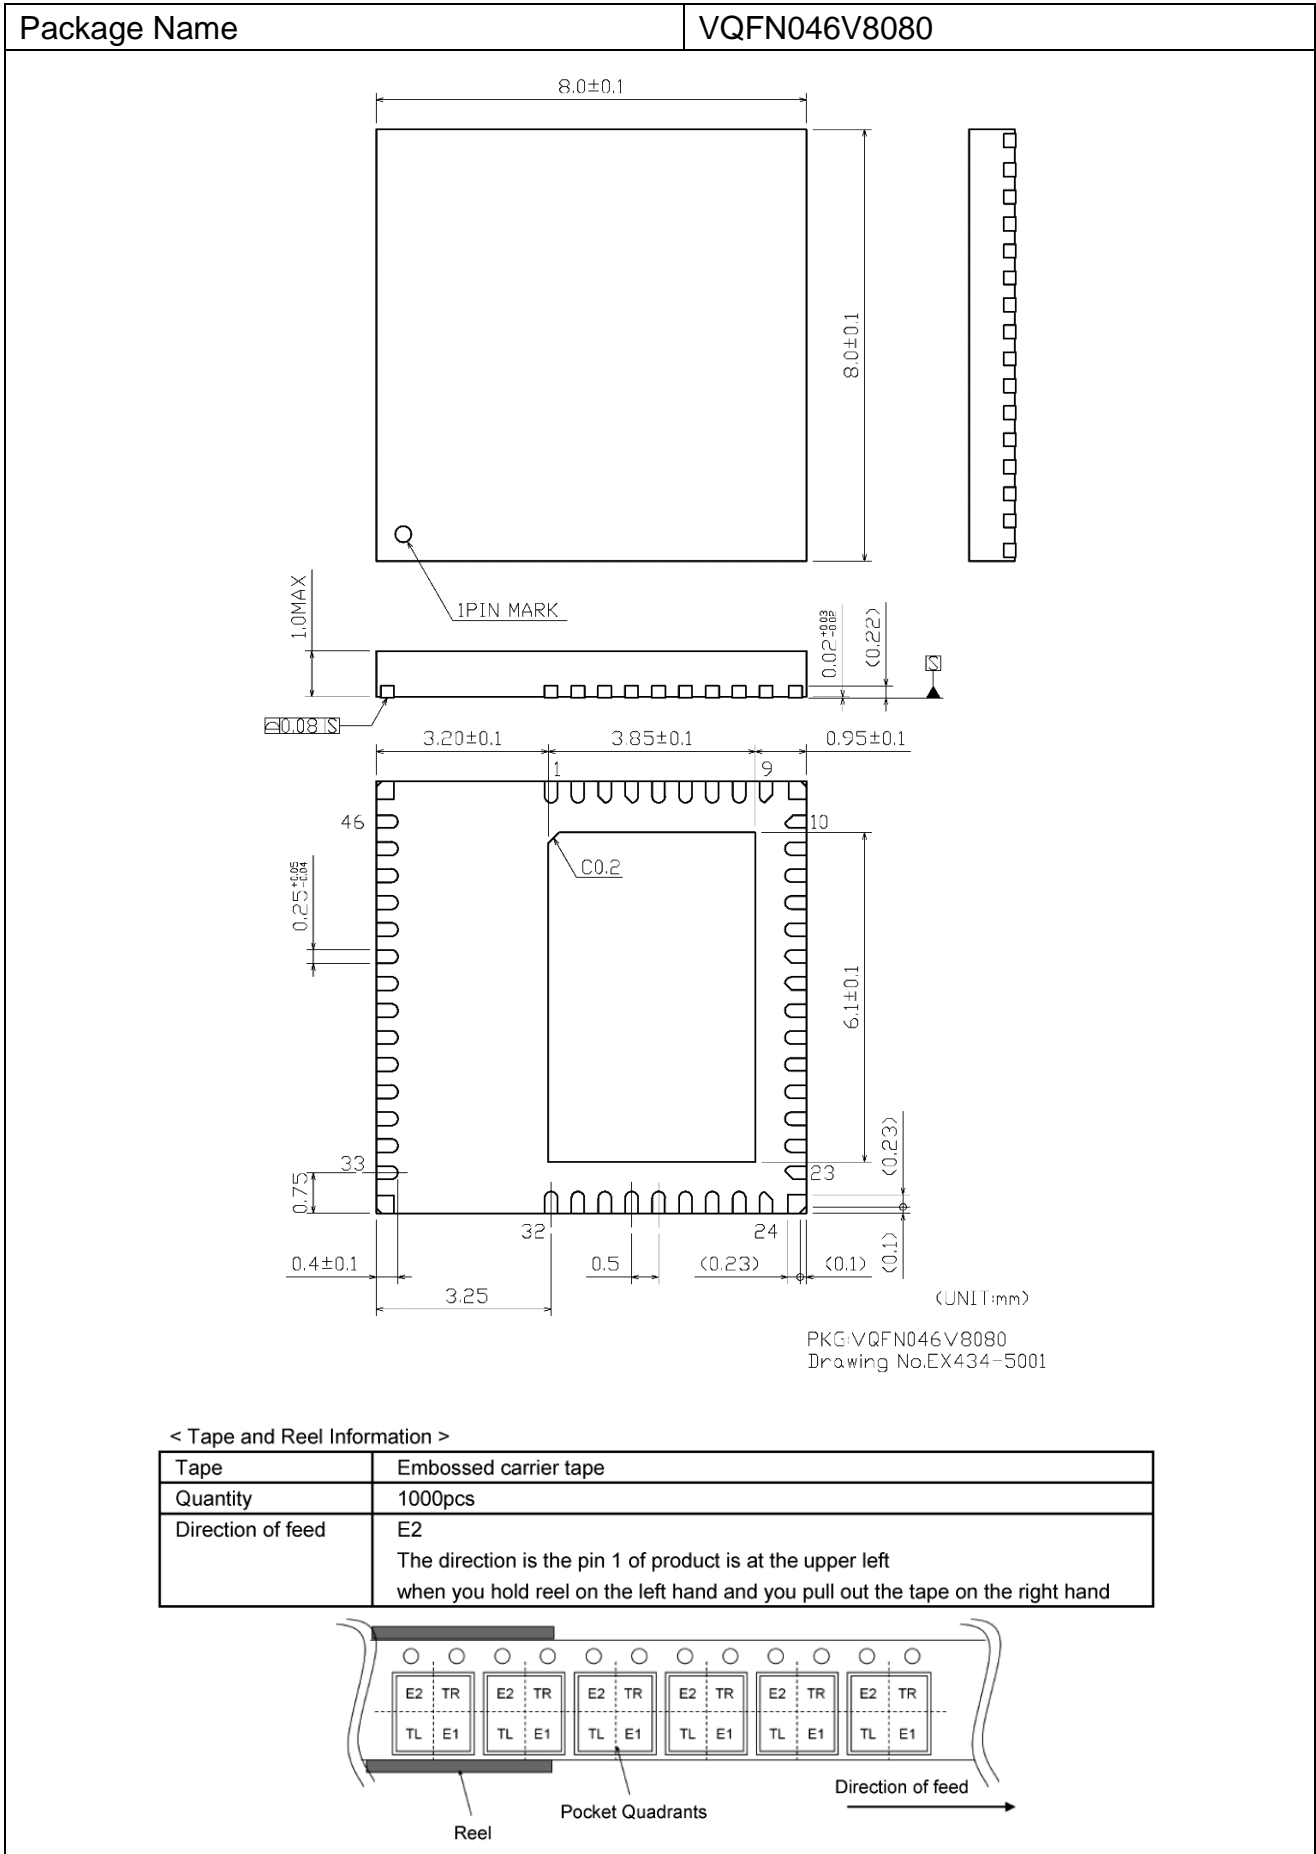 Package Name VQFN046V8080
8.0±0.1
8.0±0.1
1PIN MARK
1.0MAX
0.02 +0.03 -0.02
(0.22)
S
0.08 S
3.20±0.1 3.85±0.1 0.95±0.1
1 9
46 10
C0.2
0.25 +0.05 -0.04
6.1±0.1
33 23
0.75
(0.23)
32 24
0.4±0.1 0.5 (0.23) (0.1)
(0.1)
3.25
(UNIT:mm)
PKG:VQFN046V8080
Drawing No.EX434-5001
< Tape and Reel Information >
Tape Embossed carrier tape
Quantity 1000pcs
Direction of feed E2
The direction is the pin 1 of product is at the upper left
when you hold reel on the left hand and you pull out the tape on the right hand
E2 TR E2 TR E2 TR E2 TR E2 TR E2 TR
TL E1 TL E1 TL E1 TL E1 TL E1 TL E1
Direction of feed
Pocket Quadrants
Reel